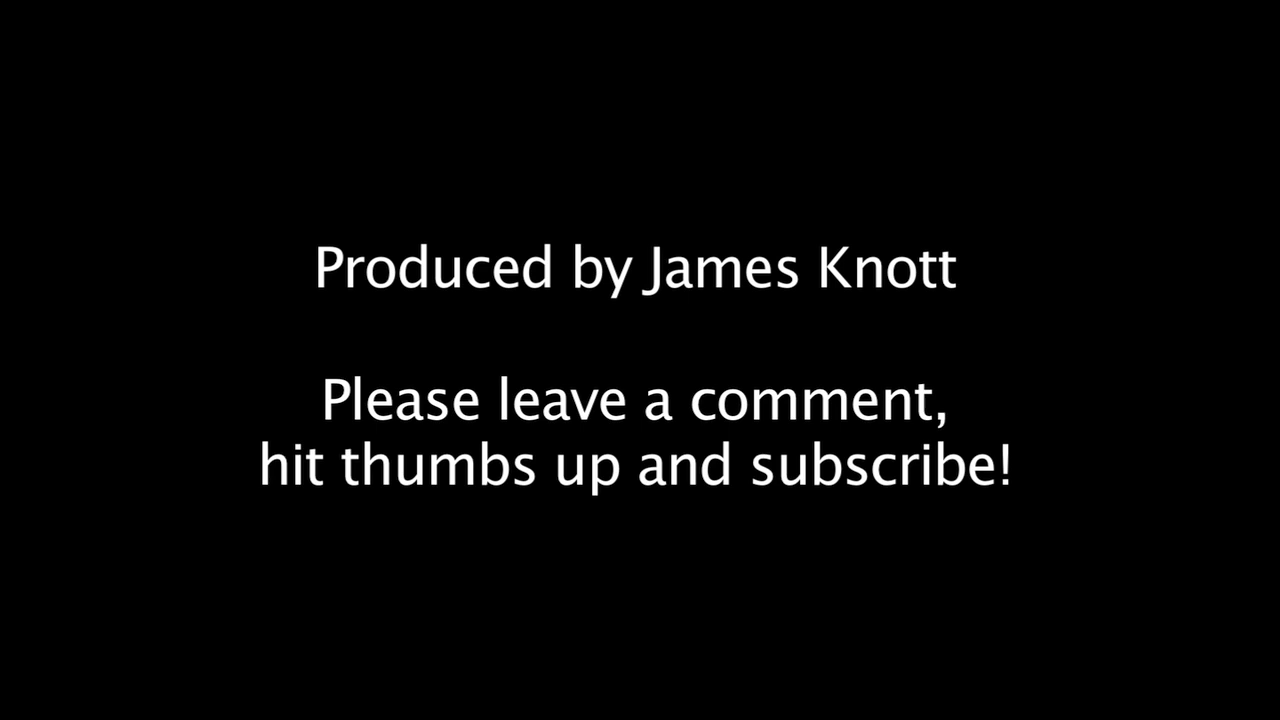 Produced by James Knott
Please leave a comment,
hit thumbs up and subscribe!